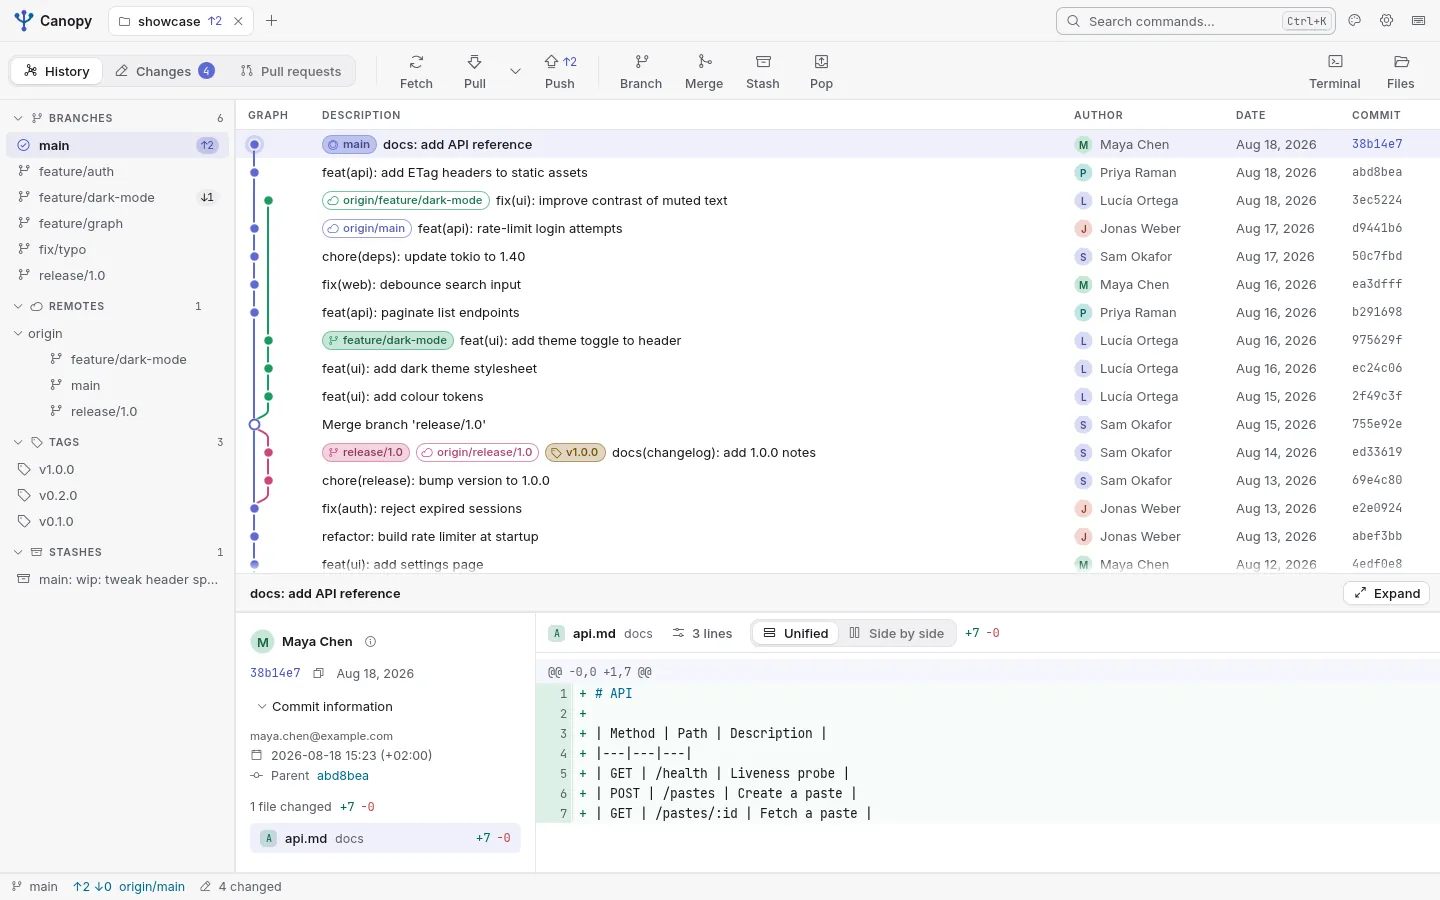 Canopy
showcase ↑2
Search commands... Ctrl+K
History Changes 4 Pull requests
Fetch Pull ↑2 Push Branch Merge Stash Pop Terminal Files
BRANCHES 6
main ↑2
feature/auth
feature/dark-mode ↓1
feature/graph
fix/typo
release/1.0
REMOTES 1
origin
feature/dark-mode
main
release/1.0
TAGS 3
v1.0.0
v0.2.0
v0.1.0
STASHES 1
main: wip: tweak header sp...
GRAPH DESCRIPTION AUTHOR DATE COMMIT
main docs: add API reference M Maya Chen Aug 18, 2026 38b14e7
feat(api): add ETag headers to static assets P Priya Raman Aug 18, 2026 abd8bea
origin/feature/dark-mode fix(ui): improve contrast of muted text L Lucía Ortega Aug 18, 2026 3ec5224
origin/main feat(api): rate-limit login attempts J Jonas Weber Aug 17, 2026 d9441b6
chore(deps): update tokio to 1.40 S Sam Okafor Aug 17, 2026 50c7fbd
fix(web): debounce search input M Maya Chen Aug 16, 2026 ea3dfff
feat(api): paginate list endpoints P Priya Raman Aug 16, 2026 b291698
feature/dark-mode feat(ui): add theme toggle to header L Lucía Ortega Aug 16, 2026 975629f
feat(ui): add dark theme stylesheet L Lucía Ortega Aug 16, 2026 ec24c06
feat(ui): add colour tokens L Lucía Ortega Aug 15, 2026 2f49c3f
Merge branch 'release/1.0' S Sam Okafor Aug 15, 2026 755e92e
release/1.0 origin/release/1.0 v1.0.0 docs(changelog): add 1.0.0 notes S Sam Okafor Aug 14, 2026 ed33619
chore(release): bump version to 1.0.0 S Sam Okafor Aug 13, 2026 69e4c80
fix(auth): reject expired sessions J Jonas Weber Aug 13, 2026 e2e0924
refactor: build rate limiter at startup J Jonas Weber Aug 13, 2026 abef3bb
feat(ui): add settings page M Maya Chen Aug 12, 2026 4edf0e8
docs: add API reference Expand
M Maya Chen
38b14e7 Aug 18, 2026
Commit information
maya.chen@example.com
2026-08-18 15:23 (+02:00)
Parent abd8bea
1 file changed +7 -0
A api.md docs +7 -0
A api.md docs 3 lines Unified Side by side +7 -0
@@ -0,0 +1,7 @@
1 + # API
2 +
3 + | Method | Path | Description |
4 + |---|---|---|
5 + | GET | /health | Liveness probe |
6 + | POST | /pastes | Create a paste |
7 + | GET | /pastes/:id | Fetch a paste |
main ↑2 ↓0 origin/main 4 changed